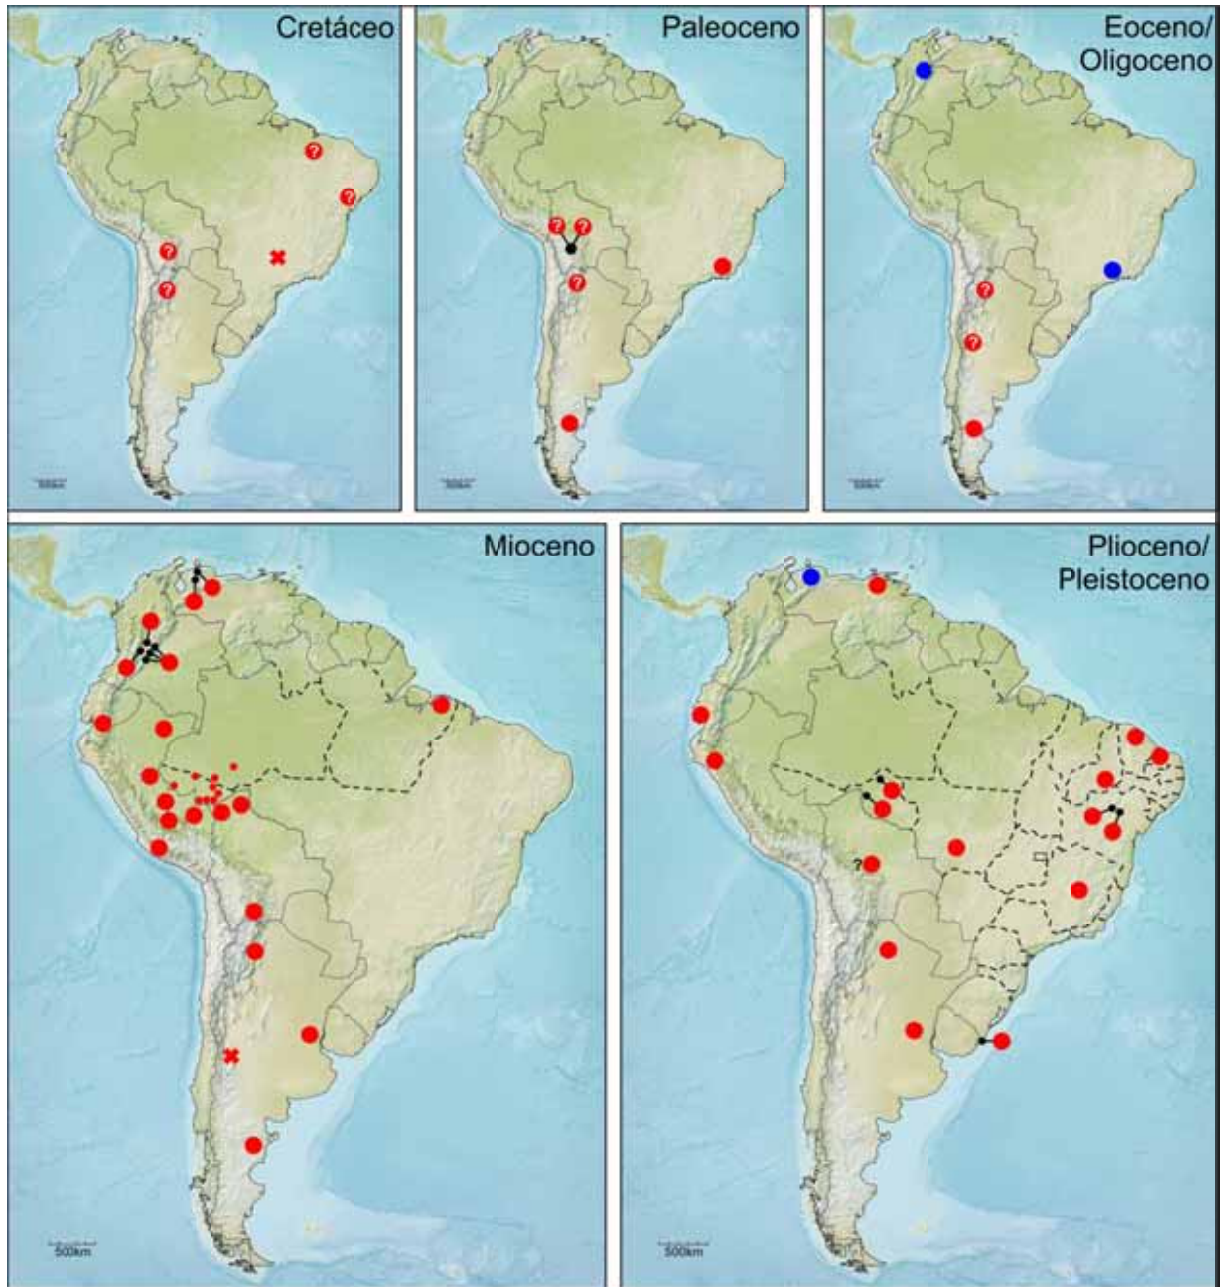 Cretáceo
?
?
?
?
Paleoceno
? ?
?
Eoceno/
Oligoceno
?
?
Mioceno
500km
Plioceno/
Pleistoceno
?
500km